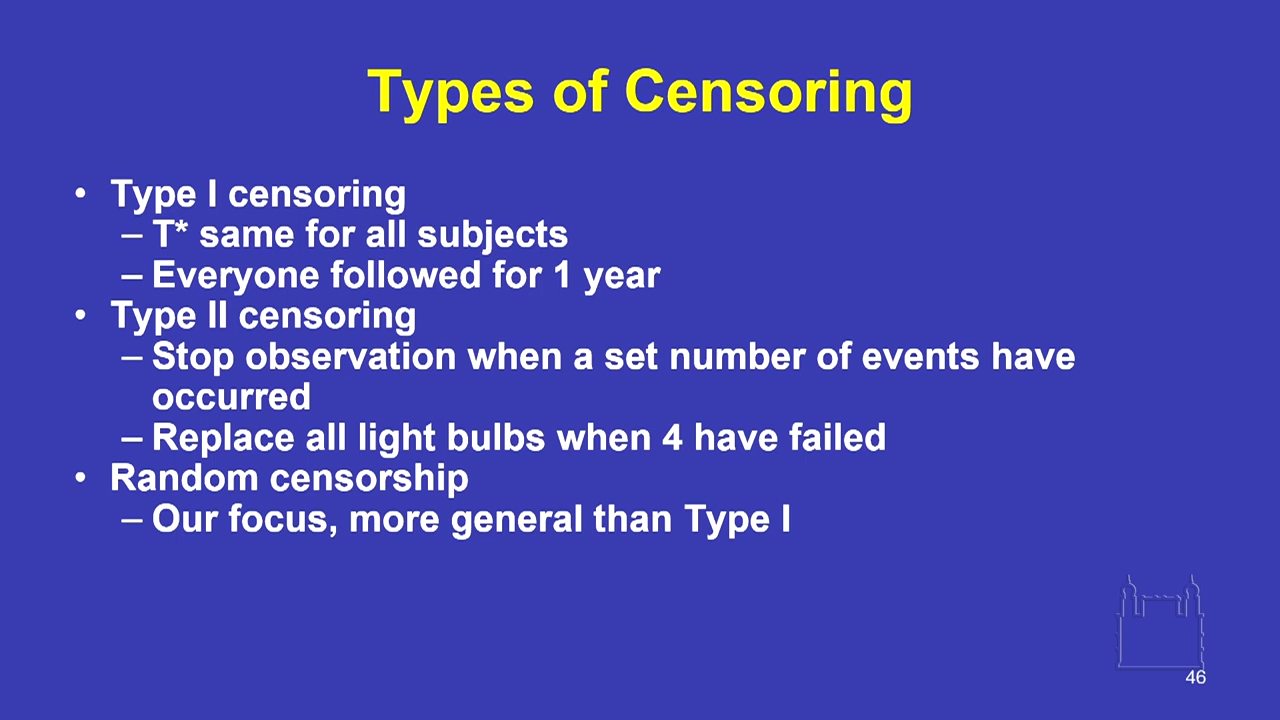 Types of Censoring
• Type I censoring
– T* same for all subjects
– Everyone followed for 1 year
• Type II censoring
– Stop observation when a set number of events have
occurred
– Replace all light bulbs when 4 have failed
• Random censorship
– Our focus, more general than Type I
46